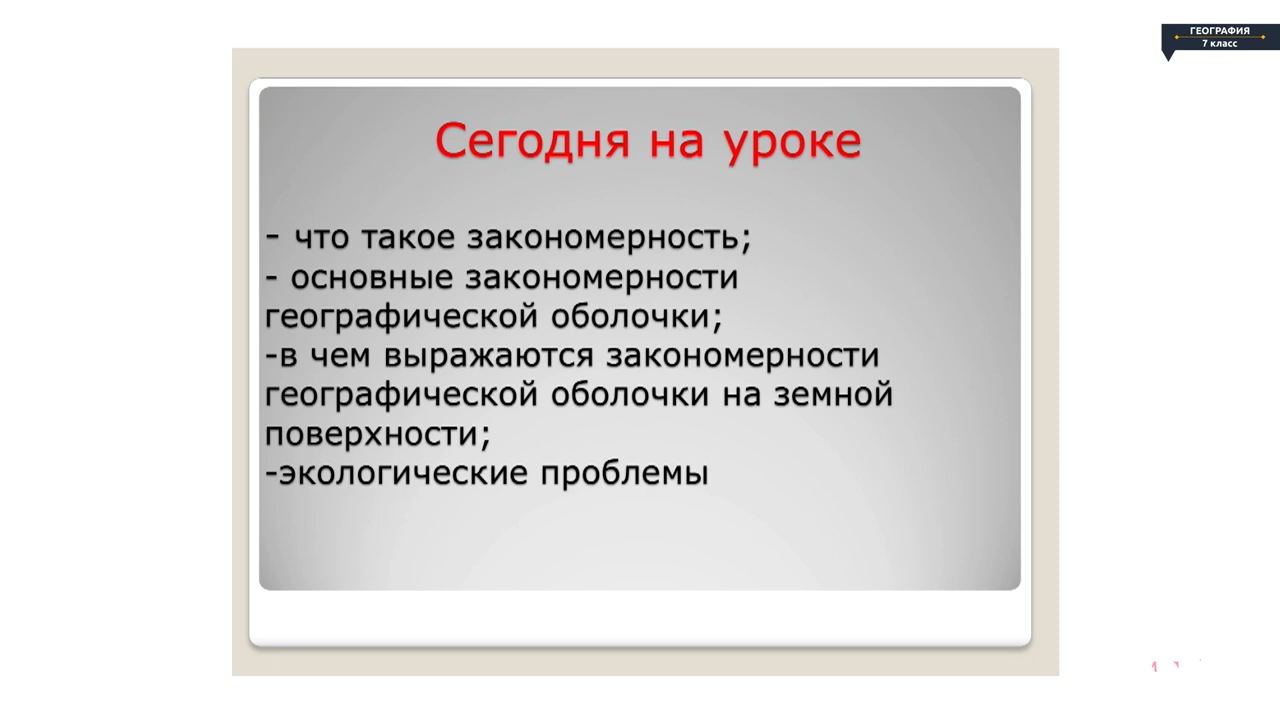 ГЕОГРАФИЯ
7 класс
Сегодня на уроке
- что такое закономерность;
- основные закономерности
географической оболочки;
-в чем выражаются закономерности
географической оболочки на земной
поверхности;
-экологические проблемы